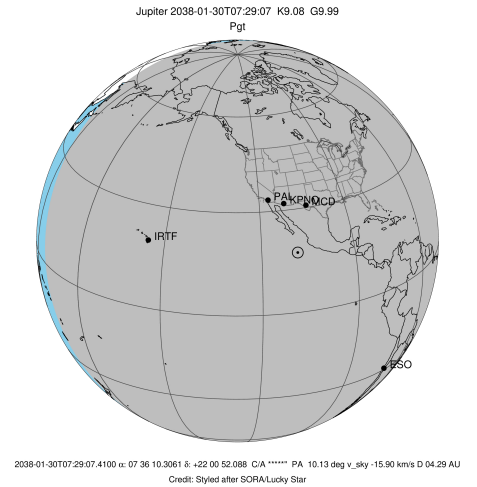 Jupiter 2038-01-30T07:29:07 K9.08 G9.99
Pgt
PAL KPNO MCD
IRTF
ESO
2038-01-30T07:29:07.4100 α: 07 36 10.3061 δ: +22 00 52.088 C/A *****" PA 10.13 deg v_sky -15.90 km/s D 04.29 AU
Credit: Styled after SORA/Lucky Star